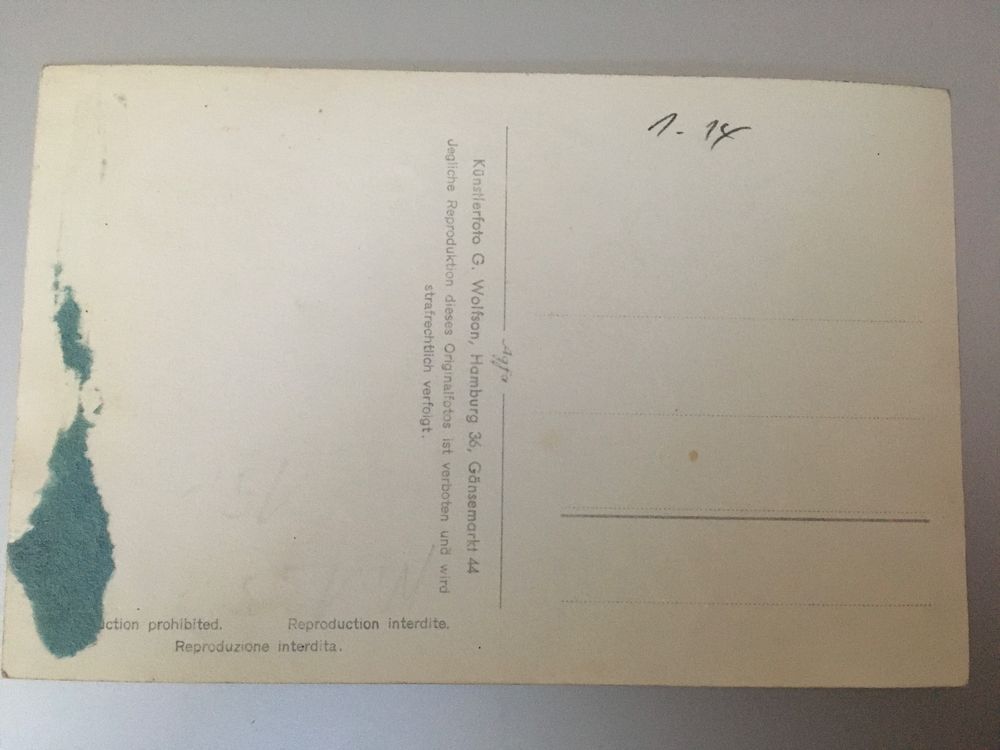 1. 14
Künstlerfoto G. Wolfson, Hamburg 36, Gänsemarkt 44
Jegliche Reproduktion dieses Originalfotos ist verboten und wird
strafrechtlich verfolgt.
Agfa
prohibited. Reproduction interdite.
Reproduzione interdita.